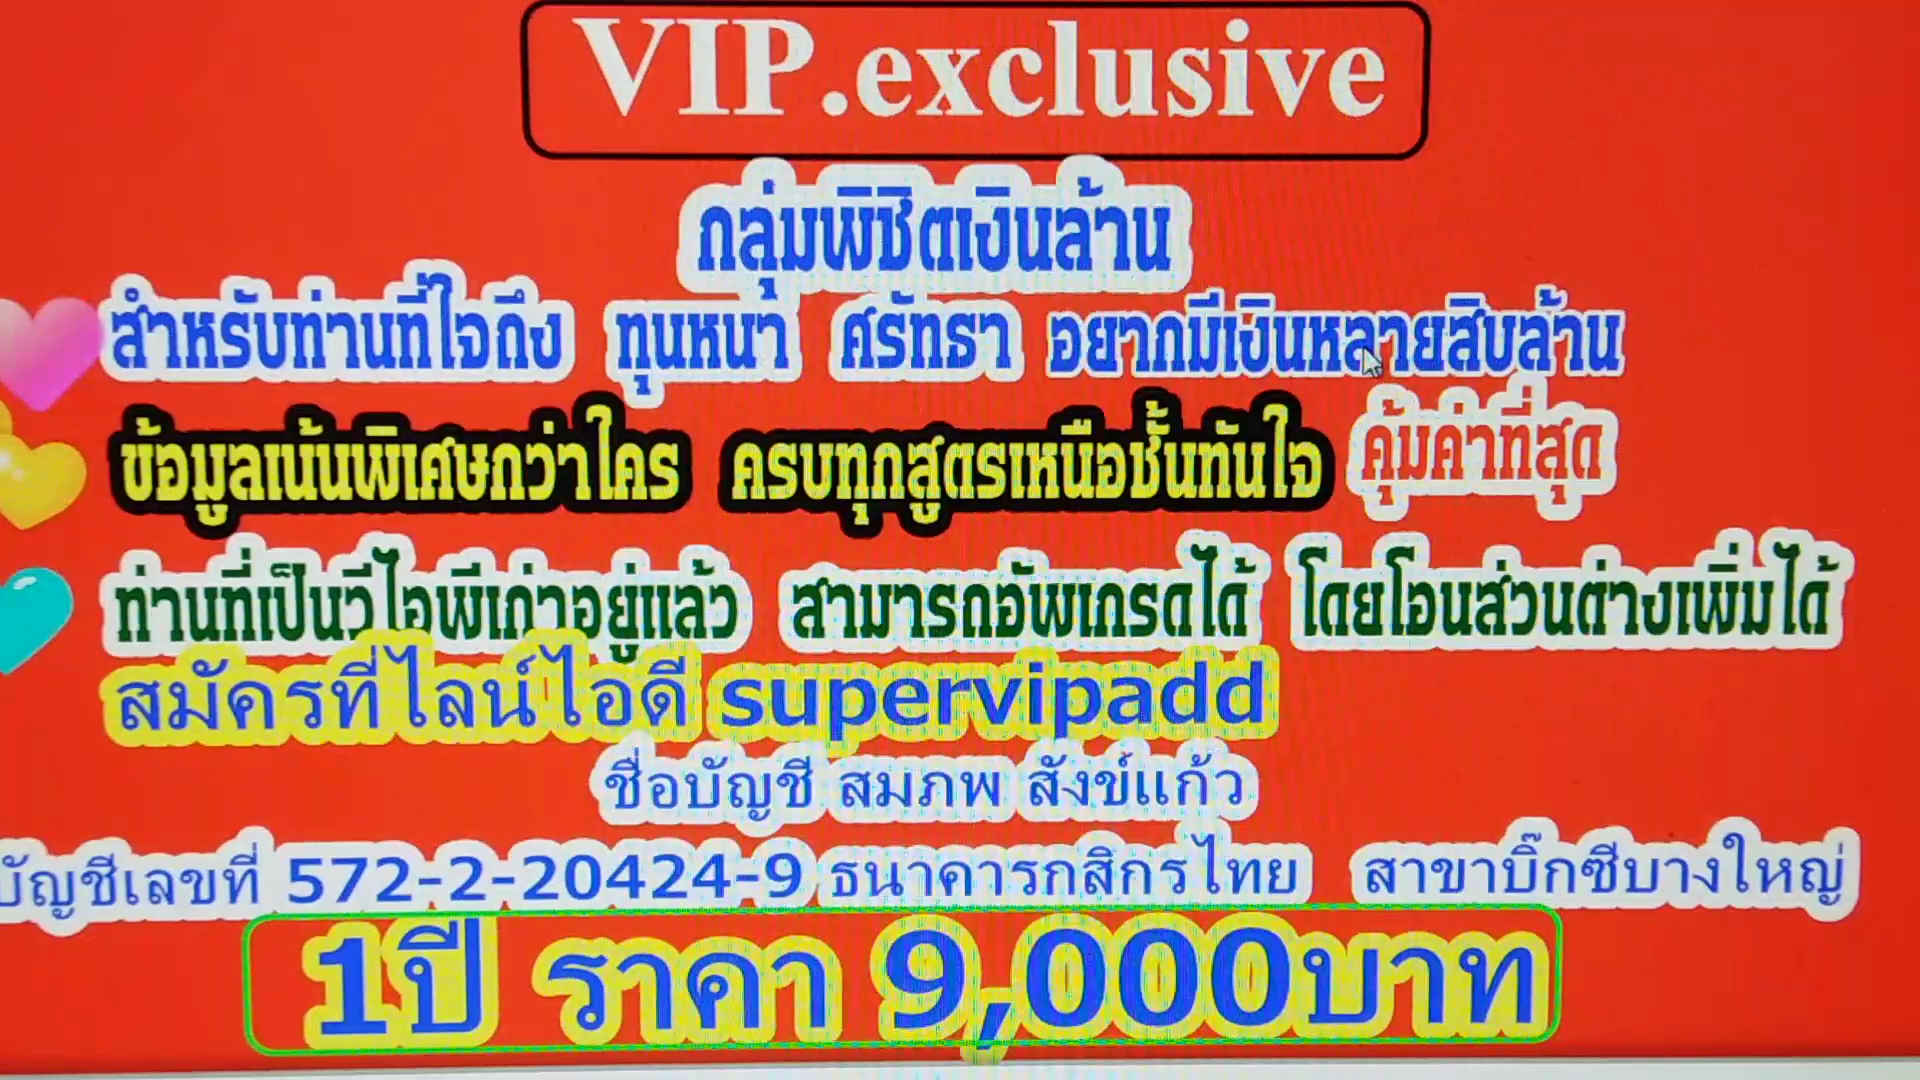 VIP.exclusive
กลุ่มพิชิตเงินล้าน
สำหรับท่านที่ใจถึง ทุนหนา ศรัทธา อยากมีเงินหลายสิบล้าน
ข้อมูลเน้นพิเศษกว่าใคร ครบทุกสูตรเหนือชั้นทันใจ คุ้มค่าที่สุด
ท่านที่เป็นวีไอพีเก่าอยู่แล้ว สามารถอัพเกรดได้ โดยโอนส่วนต่างเพิ่มได้
สมัครที่ไลน์ไอดี supervipadd
ชื่อบัญชี สมภพ สังข์แก้ว
บัญชีเลขที่ 572-2-20424-9 ธนาคารกสิกรไทย สาขาบิ๊กซีบางใหญ่
1ปี ราคา 9,000บาท